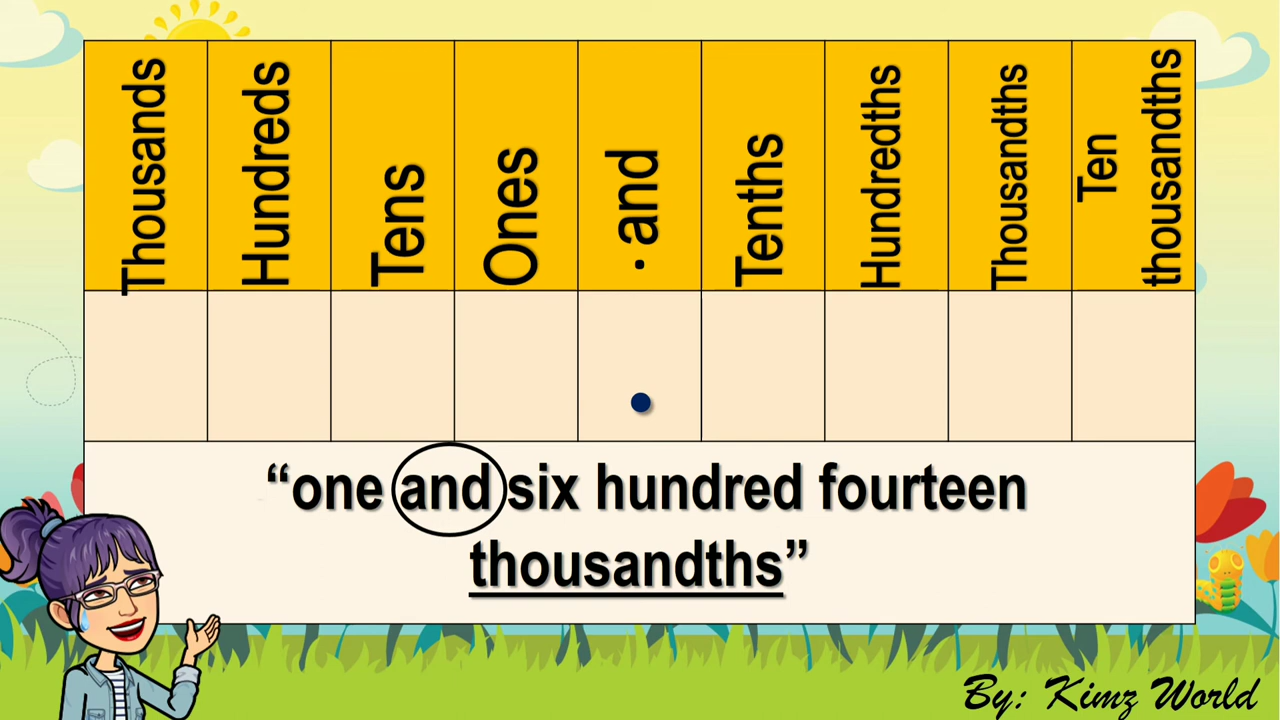 Thousands
Hundreds
Tens
Ones
. and
Tenths
Hundredths
Thousandths
Ten
thousandths
.
“one and six hundred fourteen
thousandths”
By: Kimz World